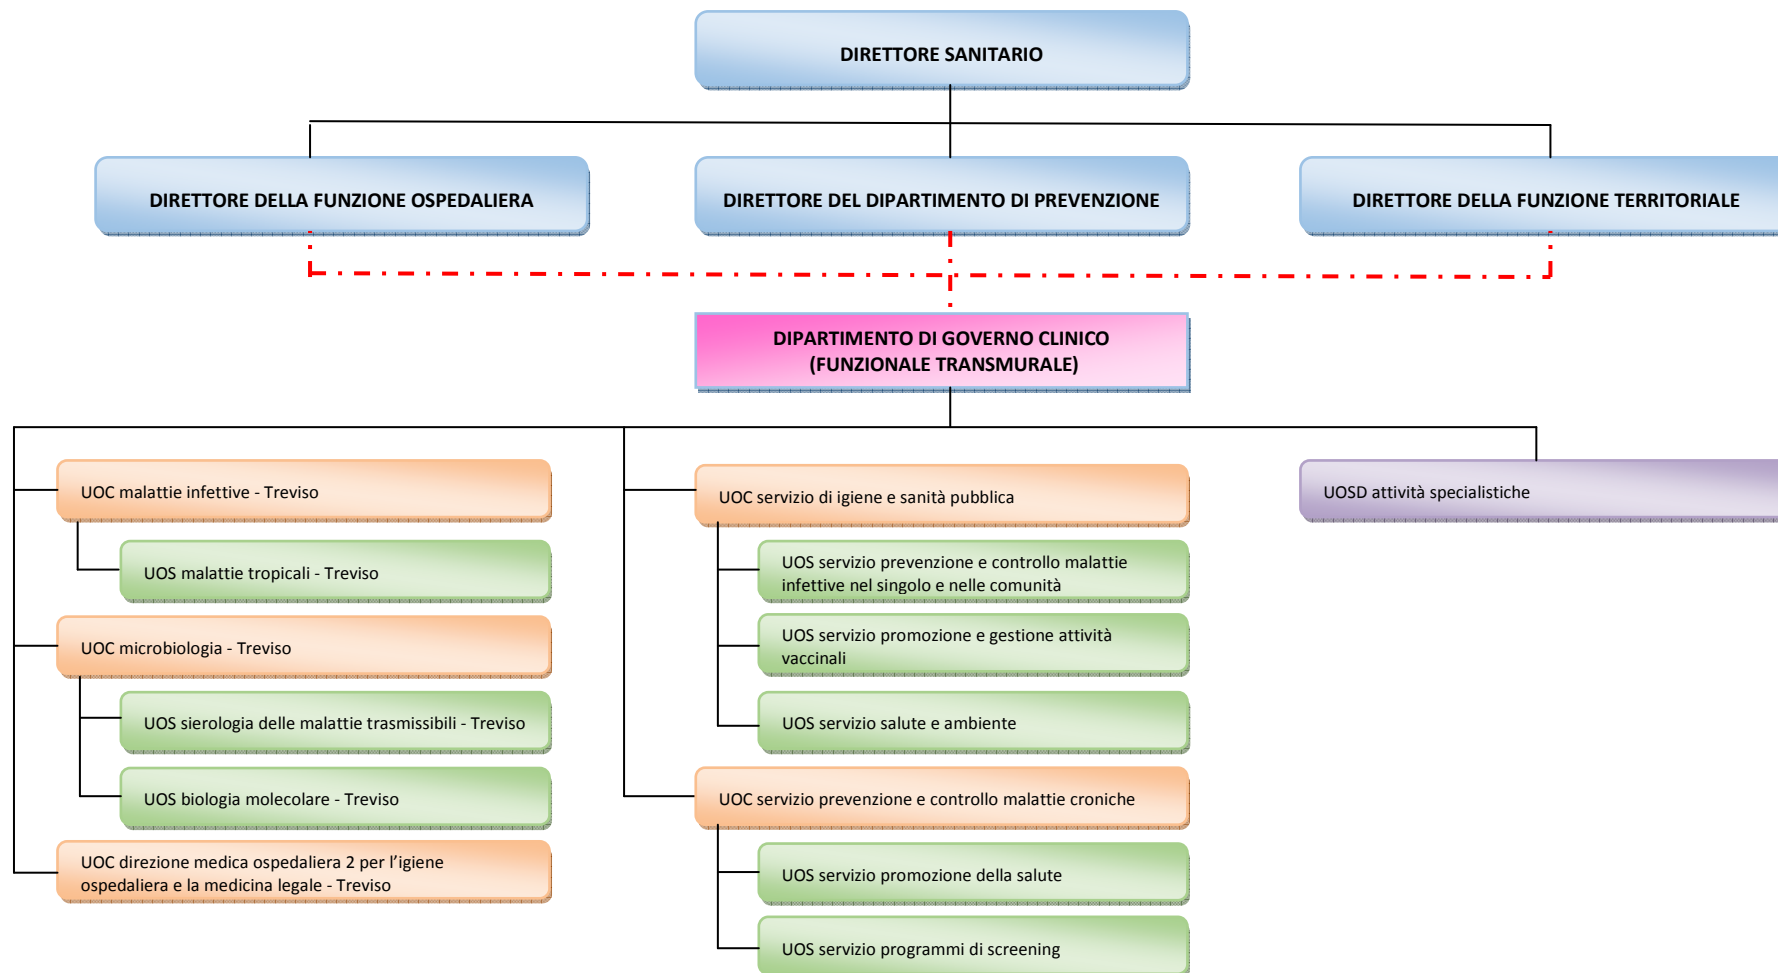 DIRETTORE SANITARIO
DIRETTORE DELLA FUNZIONE OSPEDALIERA
DIRETTORE DEL DIPARTIMENTO DI PREVENZIONE
DIRETTORE DELLA FUNZIONE TERRITORIALE
DIPARTIMENTO DI GOVERNO CLINICO
(FUNZIONALE TRANSMURALE)
UOC malattie infettive - Treviso
UOS malattie tropicali - Treviso
UOC microbiologia - Treviso
UOS sierologia delle malattie trasmissibili - Treviso
UOS biologia molecolare - Treviso
UOC direzione medica ospedaliera 2 per l’igiene
ospedaliera e la medicina legale - Treviso
UOC servizio di igiene e sanità pubblica
UOS servizio prevenzione e controllo malattie
infettive nel singolo e nelle comunità
UOS servizio promozione e gestione attività
vaccinali
UOS servizio salute e ambiente
UOC servizio prevenzione e controllo malattie croniche
UOS servizio promozione della salute
UOS servizio programmi di screening
UOSD attività specialistiche